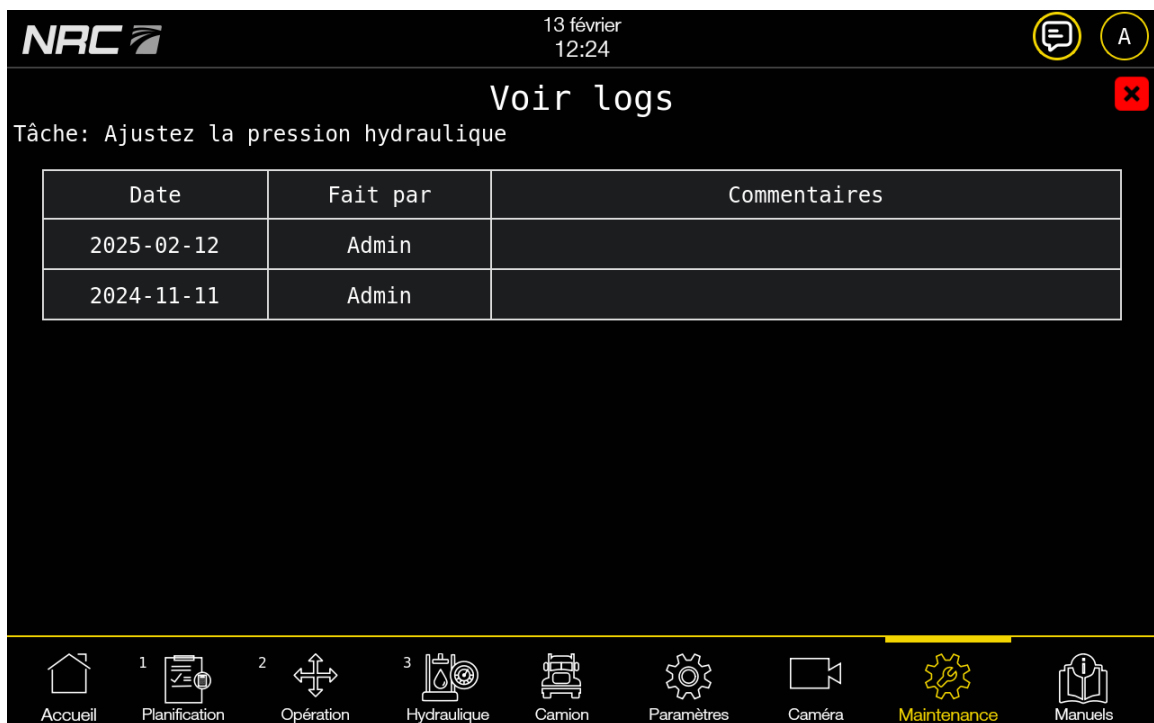 NRC
13 février
12:24
A
Voir logs
Tâche: Ajustez la pression hydraulique
Date Fait par Commentaires
2025-02-12 Admin
2024-11-11 Admin
1 2 3
Accueil Planification Opération Hydraulique Camion Paramètres Caméra Maintenance Manuels